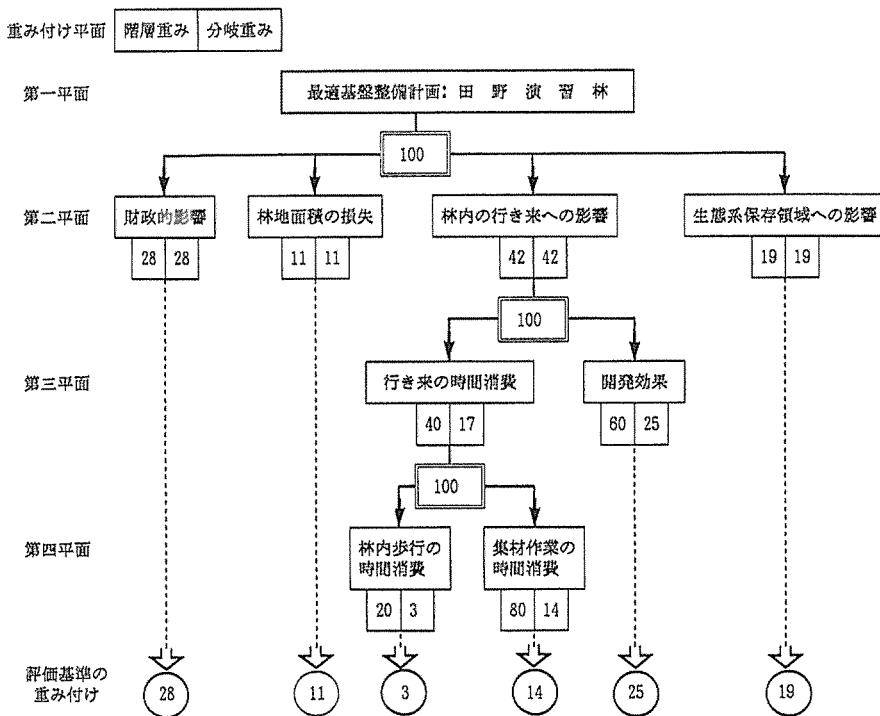 重み付け平面 階層重み 分岐重み
第一平面 最適基盤整備計画：田 野 演 習 林
100
第二平面 財政的影響 林地面積の損失 林内の行き来への影響 生態系保存領域への影響
28 28 11 11 42 42 19 19
100
第三平面 行き来の時間消費 開発効果
40 17 60 25
100
第四平面 林内歩行の 集材作業の
時間消費 時間消費
20 3 80 14
評価基準の
重み付け 28 11 3 14 25 19